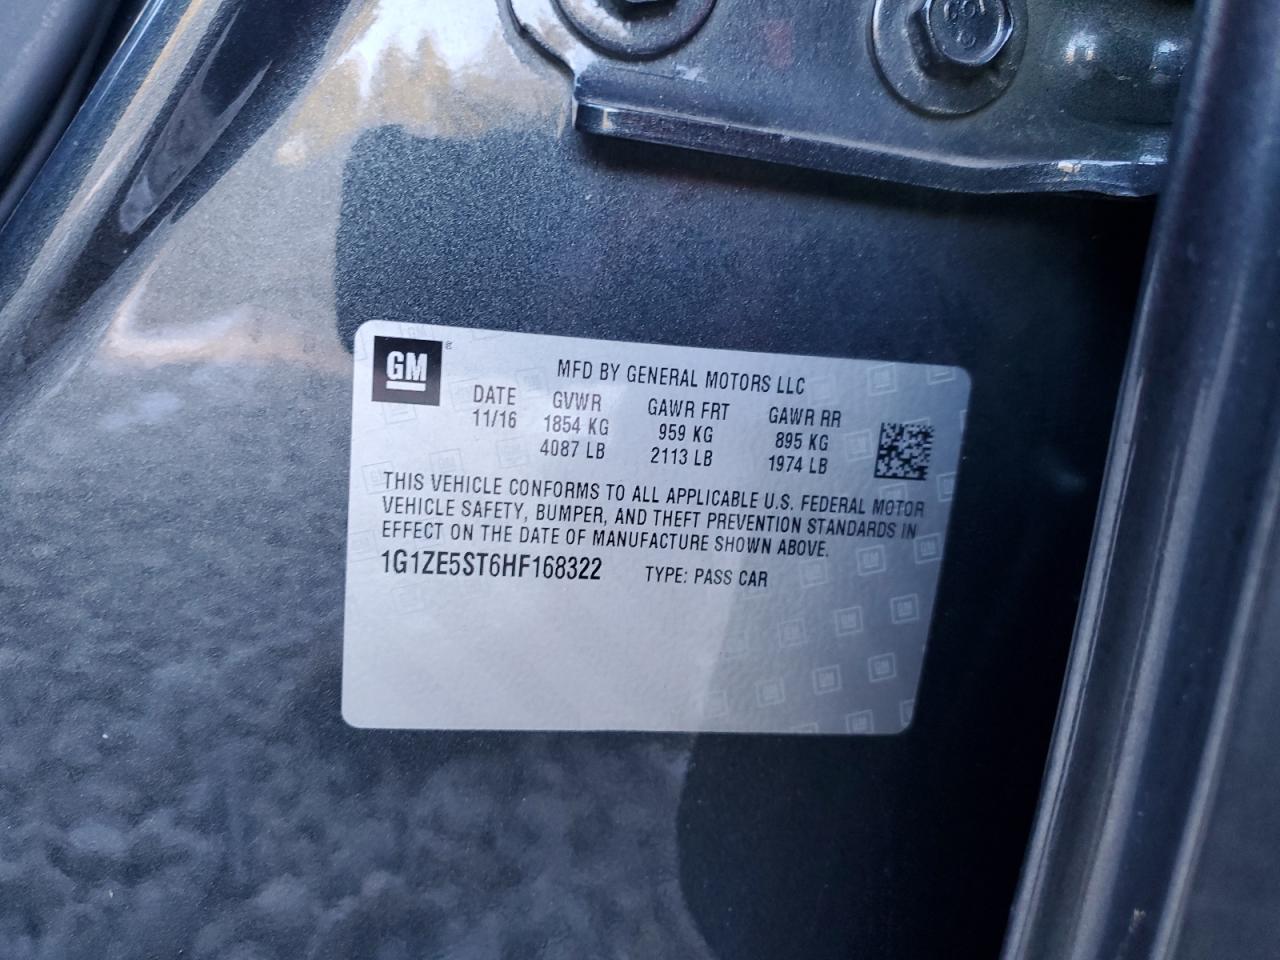 GM
MFD BY GENERAL MOTORS LLC
DATE GVWR GAWR FRT GAWR RR
11/16 1854 KG 959 KG 895 KG
4087 LB 2113 LB 1974 LB
THIS VEHICLE CONFORMS TO ALL APPLICABLE U.S. FEDERAL MOTOR
VEHICLE SAFETY, BUMPER, AND THEFT PREVENTION STANDARDS IN
EFFECT ON THE DATE OF MANUFACTURE SHOWN ABOVE.
1G1ZE5ST6HF168322 TYPE: PASS CAR